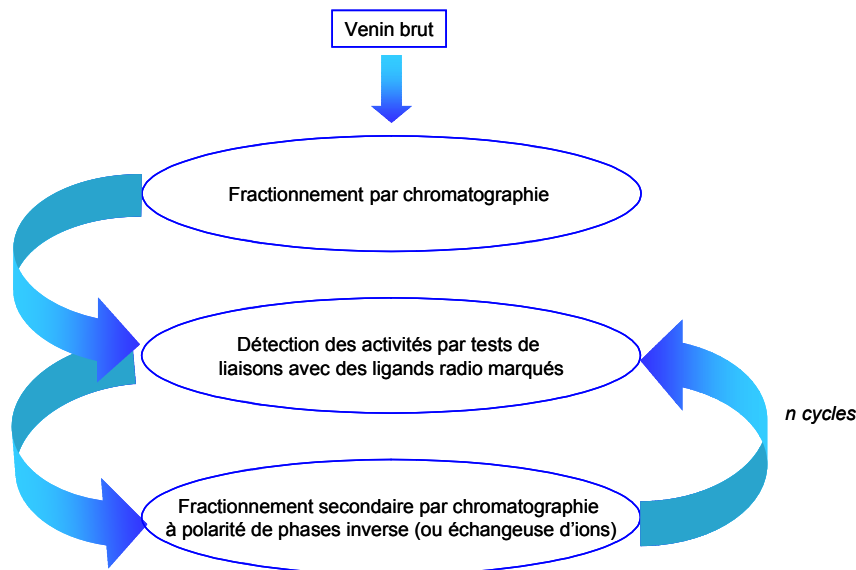 Venin brut
Fractionnement par chromatographie
Détection des activités par tests de
liaisons avec des ligands radio marqués
n cycles
Fractionnement secondaire par chromatographie
à polarité de phases inverse (ou échangeuse d'ions)